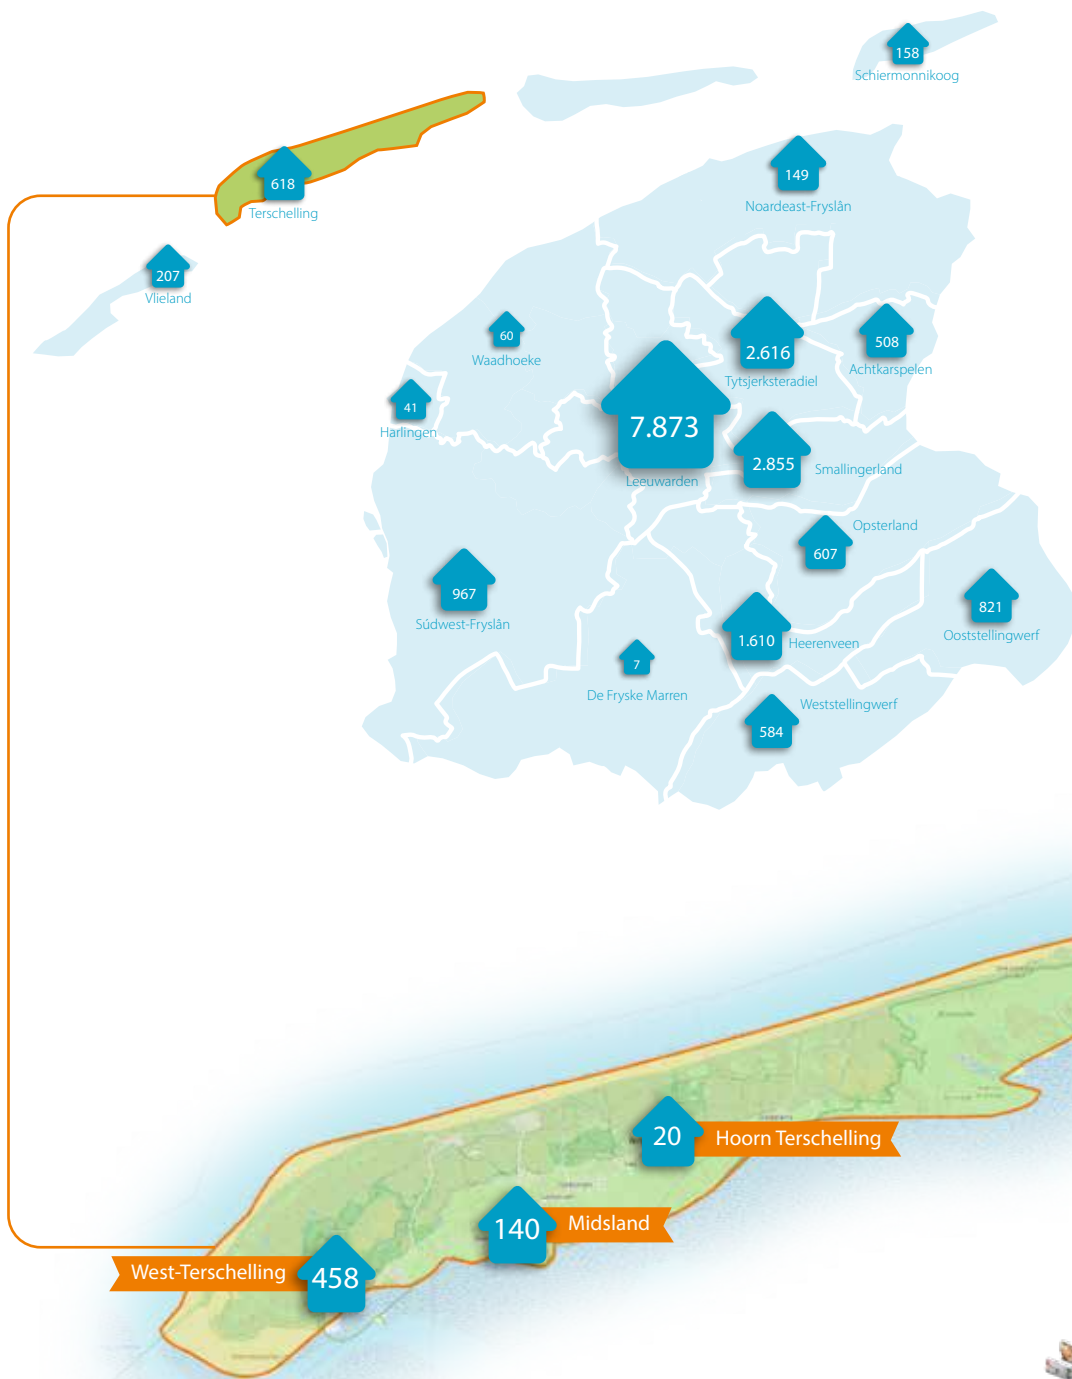 158
Schiermonnikoog
149
Noardeast-Fryslân
618
Terschelling
207
Vlieland
60
Waadhoeke
2.616
Tytsjerksteradiel
508
Achtkarspelen
41
Harlingen
7.873
Leeuwarden
2.855
Smallingerland
Opsterland
607
967
Súdwest-Fryslân
821
Ooststellingwerf
1.610
Heerenveen
7
De Fryske Marren
Weststellingwerf
584
20
Hoorn Terschelling
140
Midsland
West-Terschelling
458